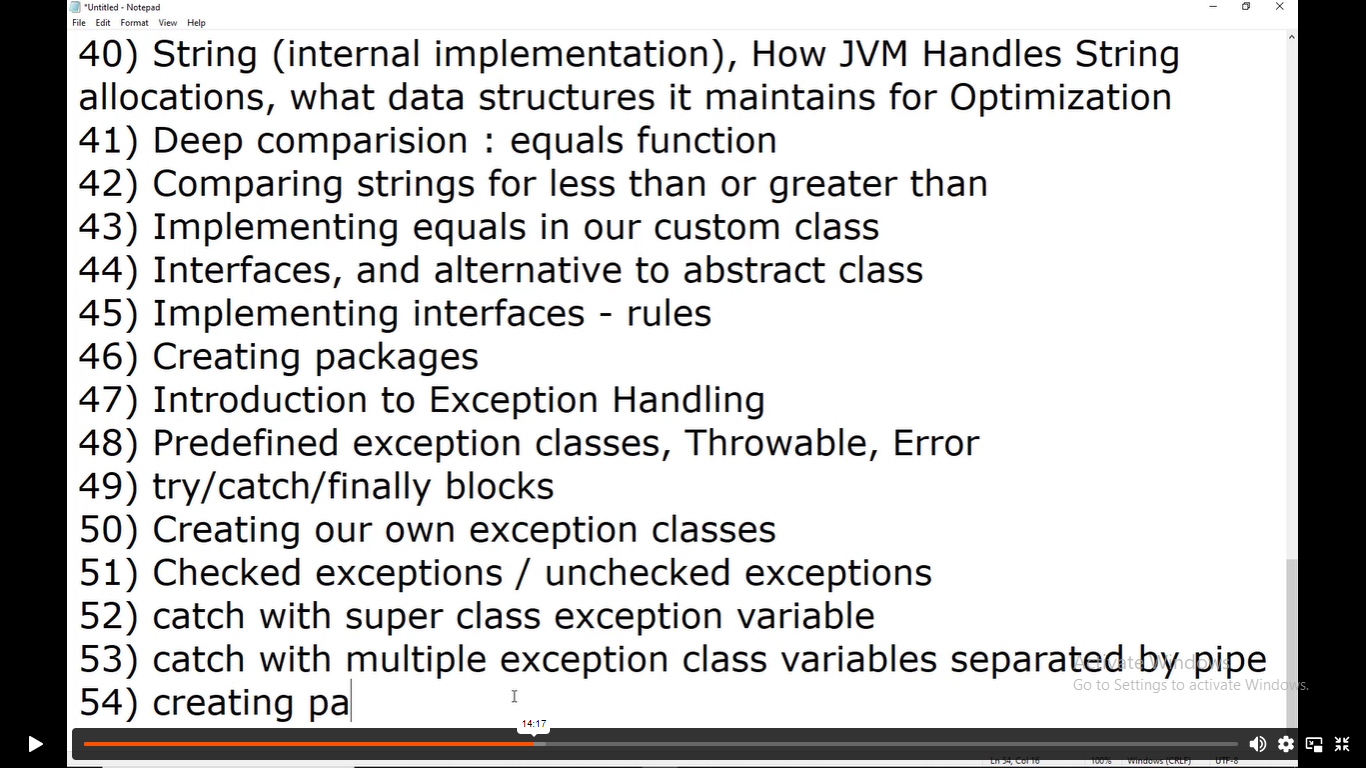 *Untitled - Notepad
File Edit Format View Help
40) String (internal implementation), How JVM Handles String
allocations, what data structures it maintains for Optimization
41) Deep comparision : equals function
42) Comparing strings for less than or greater than
43) Implementing equals in our custom class
44) Interfaces, and alternative to abstract class
45) Implementing interfaces - rules
46) Creating packages
47) Introduction to Exception Handling
48) Predefined exception classes, Throwable, Error
49) try/catch/finally blocks
50) Creating our own exception classes
51) Checked exceptions / unchecked exceptions
52) catch with super class exception variable
53) catch with multiple exception class variables separated by pipe
54) creating pa
Activate Windows
Go to Settings to activate Windows.
14:17
Ln 54, Col 16 100% Windows (CRLF) UTF-8